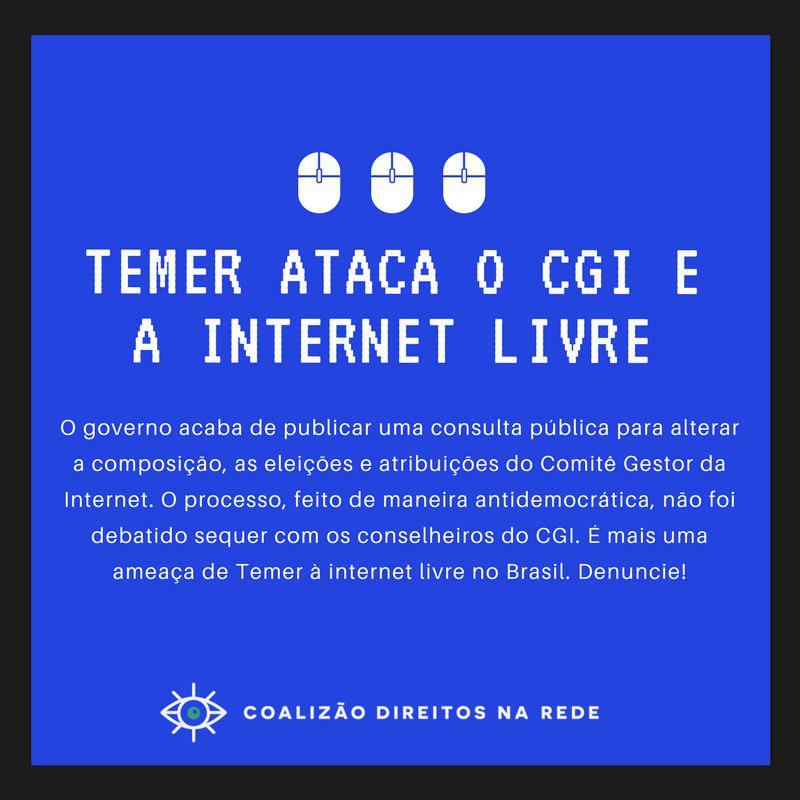 TEMER ATACA O CGI E
A INTERNET LIVRE
O governo acaba de publicar uma consulta pública para alterar
a composição, as eleições e atribuições do Comitê Gestor da
Internet. O processo, feito de maneira antidemocrática, não foi
debatido sequer com os conselheiros do CGI. É mais uma
ameaça de Temer à internet livre no Brasil. Denuncie!
COALIZÃO DIREITOS NA REDE